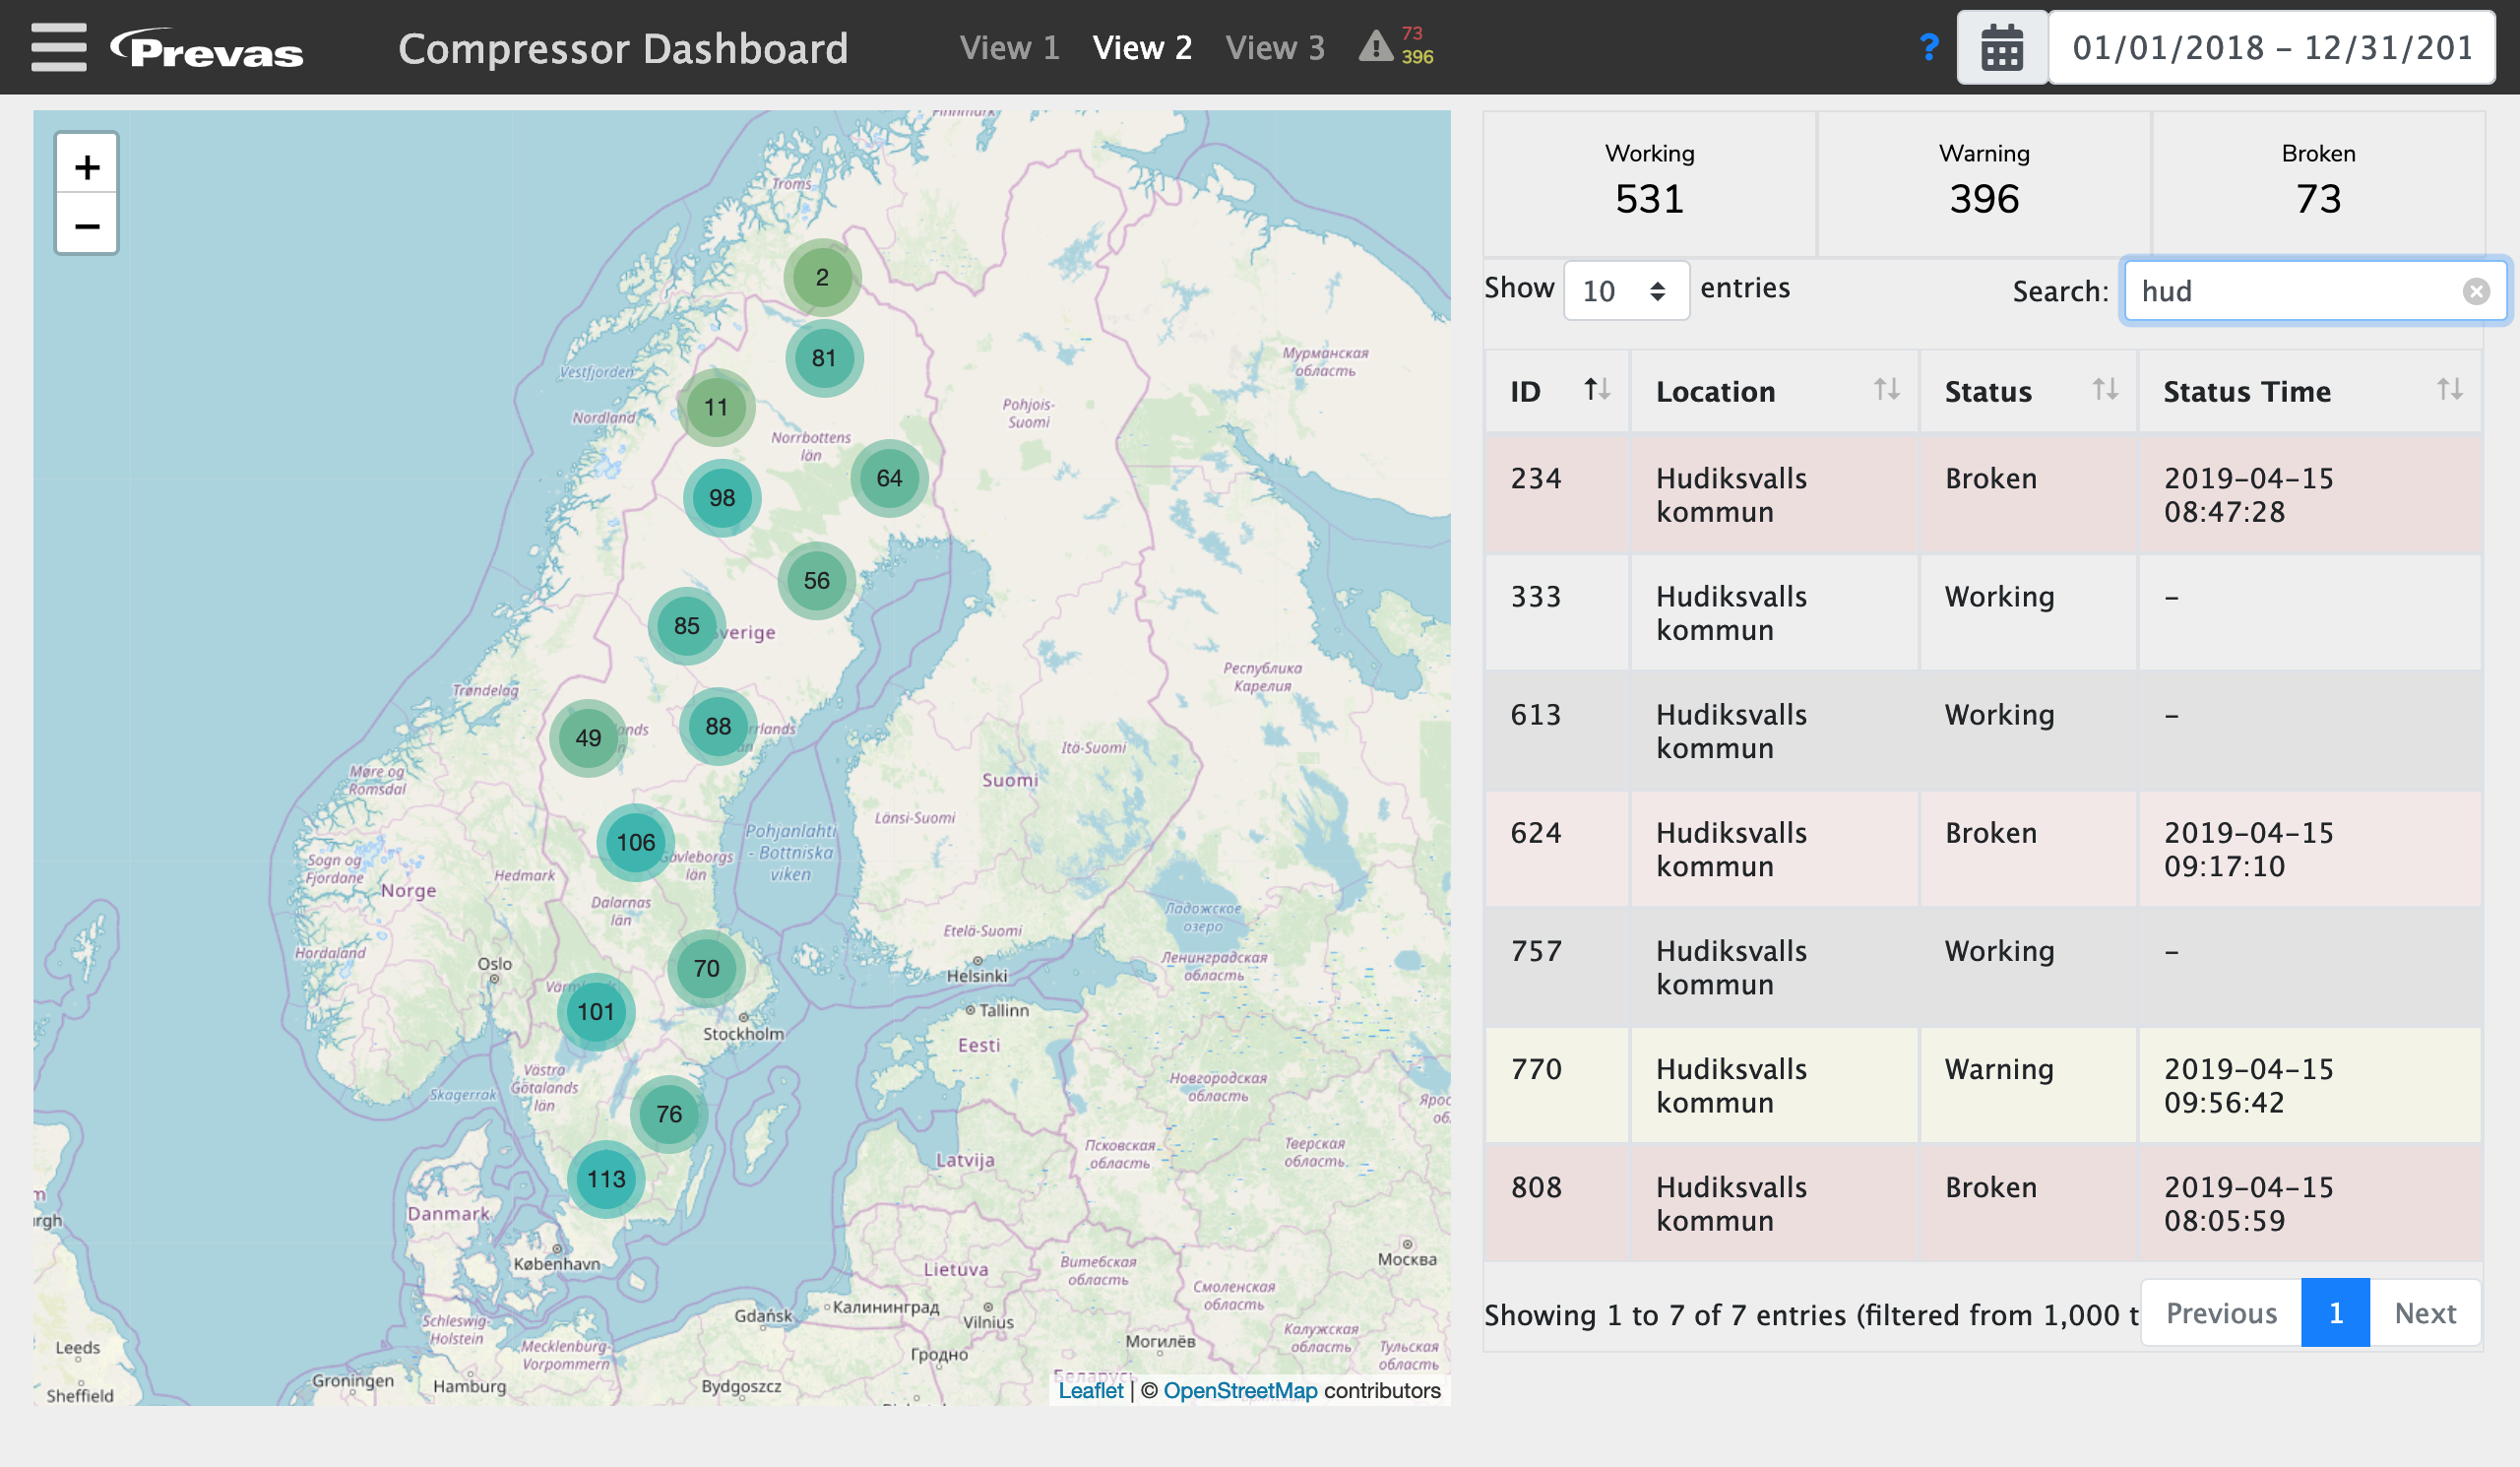 Prevas
Compressor Dashboard
View 1
View 2
View 3
73
396
?
01/01/2018 – 12/31/201
+
−
Finnmark
Troms
2
81
Vestfjorden
Мурманская
область
11
Nordland
Pohjois-
Suomi
Norrbottens
län
64
98
56
85
verige
Республика
Карелия
Trøndelag
49
88
Itä-Suomi
Suomi
Møre og
Romsdal
106
Länsi-Suomi
Pohjanlahti
- Bottniska
viken
Gävleborgs
län
Sogn og
Fjordane
Norge
Hedmark
Dalarnas
län
Ладожское
озеро
Etelä-Suomi
Hordaland
Oslo
70
Helsinki
Ленинградская
область
101
Tallinn
Stockholm
Eesti
Västra
Götalands
län
Skagerrak
Новгородская
область
76
Псковская
область
Тверская
область
Latvija
113
Danmark
København
Lietuva
Витебская
область
Москва
Смоленская
область
Gdańsk
Калининград
Vilnius
Schleswig-
Holstein
Mecklenburg-
Vorpommern
Могилёв
Калужская
область
Тульская
область
Leeds
Гродно
Беларусь
Groningen
Hamburg
Bydgoszcz
Sheffield
Leaflet | © OpenStreetMap contributors
Working
531
Warning
396
Broken
73
Show 10 entries
Search: hud
ID Location Status Status Time
234 Hudiksvalls kommun Broken 2019-04-15 08:47:28
333 Hudiksvalls kommun Working –
613 Hudiksvalls kommun Working –
624 Hudiksvalls kommun Broken 2019-04-15 09:17:10
757 Hudiksvalls kommun Working –
770 Hudiksvalls kommun Warning 2019-04-15 09:56:42
808 Hudiksvalls kommun Broken 2019-04-15 08:05:59
Showing 1 to 7 of 7 entries (filtered from 1,000 t
Previous 1 Next